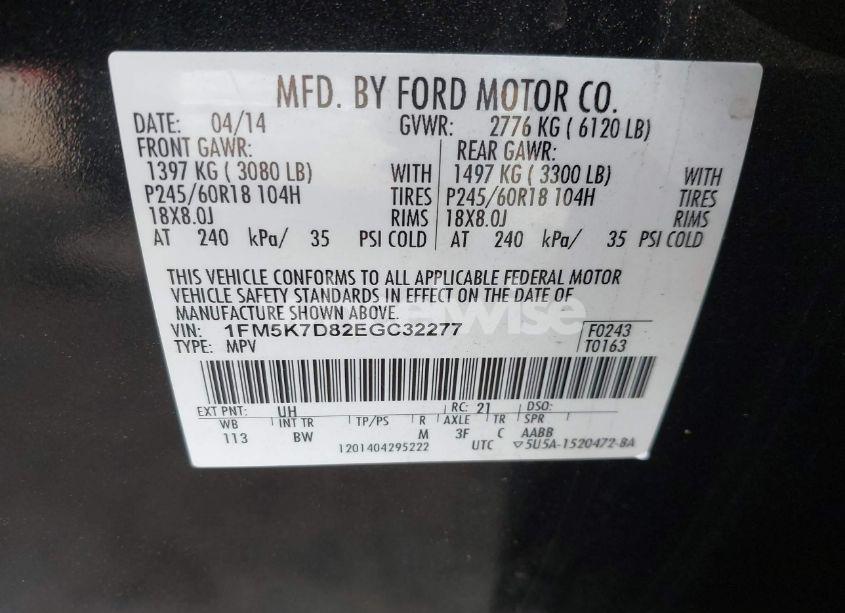 MFD. BY FORD MOTOR CO.
DATE: 04/14 GVWR: 2776 KG ( 6120 LB)
FRONT GAWR: REAR GAWR:
1397 KG ( 3080 LB) WITH 1497 KG ( 3300 LB) WITH
P245/60R18 104H TIRES P245/60R18 104H TIRES
18X8.0J RIMS 18X8.0J RIMS
AT 240 kPa/ 35 PSI COLD AT 240 kPa/ 35 PSI COLD
THIS VEHICLE CONFORMS TO ALL APPLICABLE FEDERAL MOTOR
VEHICLE SAFETY STANDARDS IN EFFECT ON THE DATE OF
MANUFACTURE SHOWN ABOVE.
VIN: 1FM5K7D82EGC32277 F0243
TYPE: MPV T0163
EXT PNT: UH RC: 21 DSO:
WB INT TR TP/PS R AXLE TR SPR
113 BW M 3F C AABB
1201404295222 UTC ▽5U5A-1520472-BA